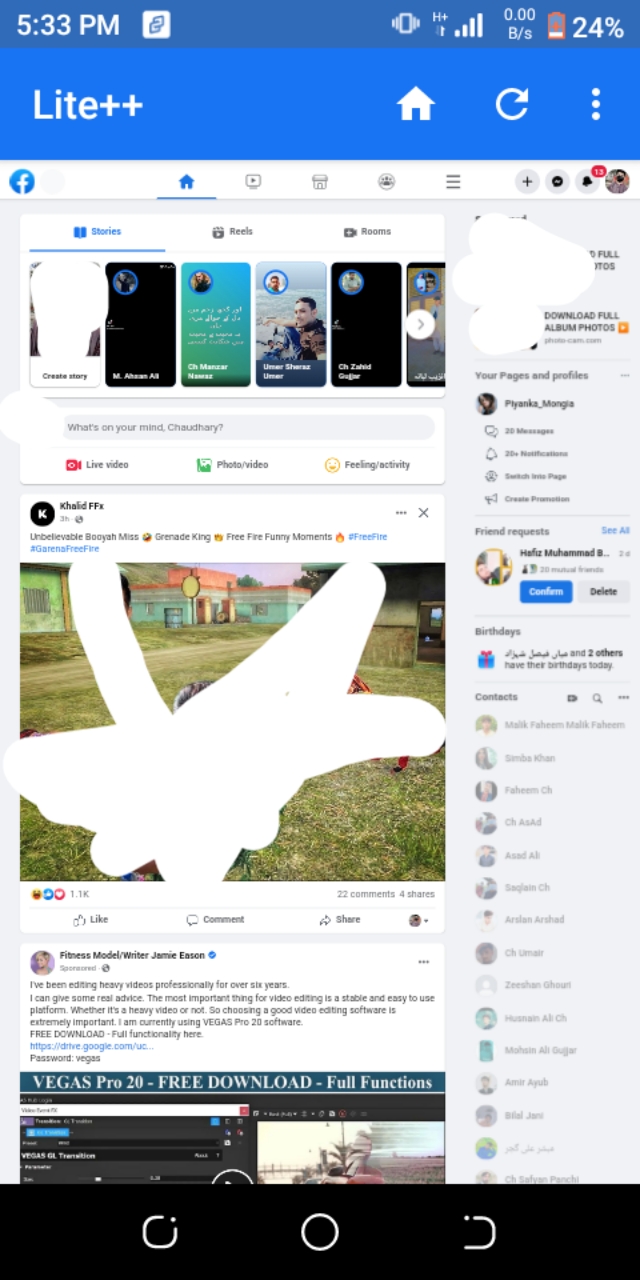 5:33 PM
H+
0.00
B/s
24%
Lite++
13
Stories
Reels
Rooms
Create story
M. Ahsan Ali
Ch Manzar
Nawaz
Umer Sheraz
Umer
Ch Zahid
Gujjar
What's on your mind, Chaudhary?
Live video
Photo/video
Feeling/activity
K
Khalid FFx
3h
Unbelievable Booyah Miss 🤣 Grenade King 👏 Free Fire Funny Moments 🔥 #FreeFire
#GarenaFreeFire
1.1K
22 comments 4 shares
Like
Comment
Share
Fitness Model/Writer Jamie Eason
Sponsored
I've been editing heavy videos professionally for over six years.
I can give some real advice. The most important thing for video editing is a stable and easy to use
platform. Whether it's a heavy video or not. So choosing a good video editing software is
extremely important. I am currently using VEGAS Pro 20 software.
FREE DOWNLOAD - Full functionality here.
https://drive.google.com/uc...
Password: vegas
VEGAS Pro 20 - FREE DOWNLOAD - Full Functions
Video Event FX
VEGAS GL Transition
Parameter
D FULL
OTOS
DOWNLOAD FULL
ALBUM PHOTOS ▶️
photo-cam.com
Your Pages and profiles
Piyanka_Mongia
20 Messages
20+ Notifications
Switch Into Page
Create Promotion
Friend requests
See All
Hafiz Muhammad B..
2 d
20 mutual friends
Confirm
Delete
Birthdays
میاں فیصل شہزاد and 2 others
have their birthdays today.
Contacts
Malik Faheem Malik Faheem
Simba Khan
Faheem Ch
Ch AsAd
Asad Ali
Saqlain Ch
Arslan Arshad
Ch Umair
Zeeshan Ghouri
Husnain Ali Ch
Mohsin Ali Gujjar
Amir Ayub
Bilal Jani
مبشر علی گجر
Ch Sufyan Panchi